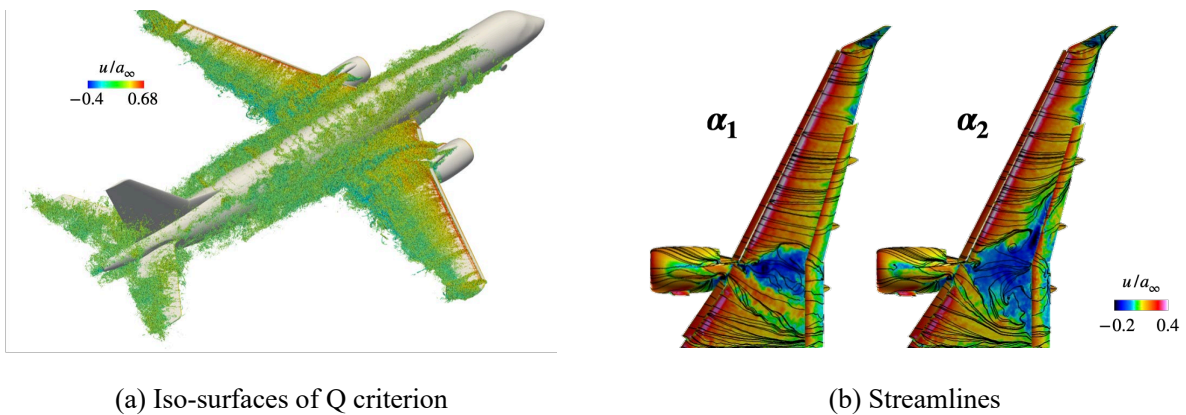 u/a∞
−0.4 0.68
α1
α2
u/a∞
−0.2 0.4
(a) Iso-surfaces of Q criterion
(b) Streamlines